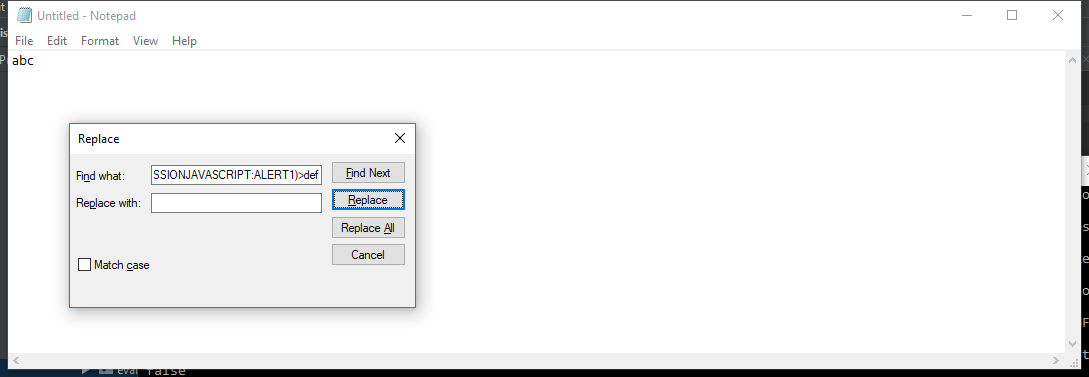 Untitled - Notepad
File Edit Format View Help
abc
Replace
Find what: SSIONJAVASCRIPT:ALERT1)>def Find Next
Replace with: Replace
Replace All
Cancel
Match case
eval false